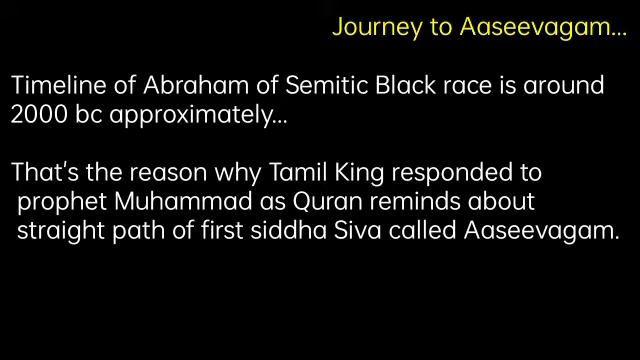 Journey to Aaseevagam...
Timeline of Abraham of Semitic Black race is around
2000 bc approximately...
That's the reason why Tamil King responded to
prophet Muhammad as Quran reminds about
straight path of first siddha Siva called Aaseevagam.